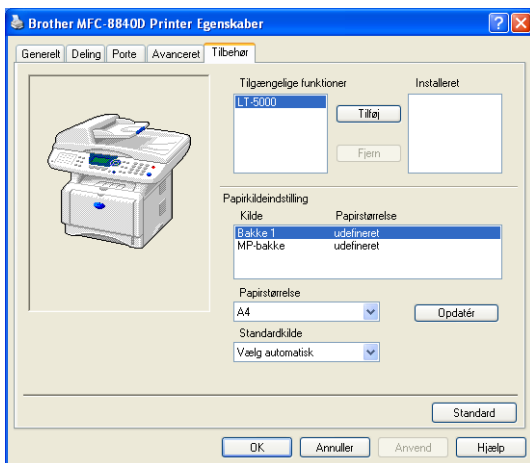 Brother MFC-8840D Printer Egenskaber
Generelt Deling Porte Avanceret Tilbehør
Tilgængelige funktioner Installeret
LT-5000
Tilføj
Fjern
Papirkildeindstilling
Kilde Papirstørrelse
Bakke 1 udefineret
MP-bakke udefineret
Papirstørrelse
A4 Opdatér
Standardkilde
Vælg automatisk
Standard
OK Annuller Anvend Hjælp